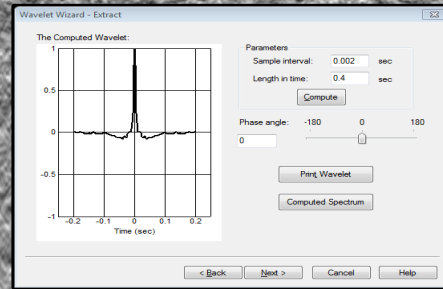 Wavelet Wizard - Extract
The Computed Wavelet:
1
0.5
0
-0.5
-1
-0.2 -0.1 0 0.1 0.2
Time (sec)
Parameters
Sample interval: 0.002 sec
Length in time: 0.4 sec
Compute
Phase angle: -180 0 180
0
Print Wavelet
Computed Spectrum
< Back Next > Cancel Help